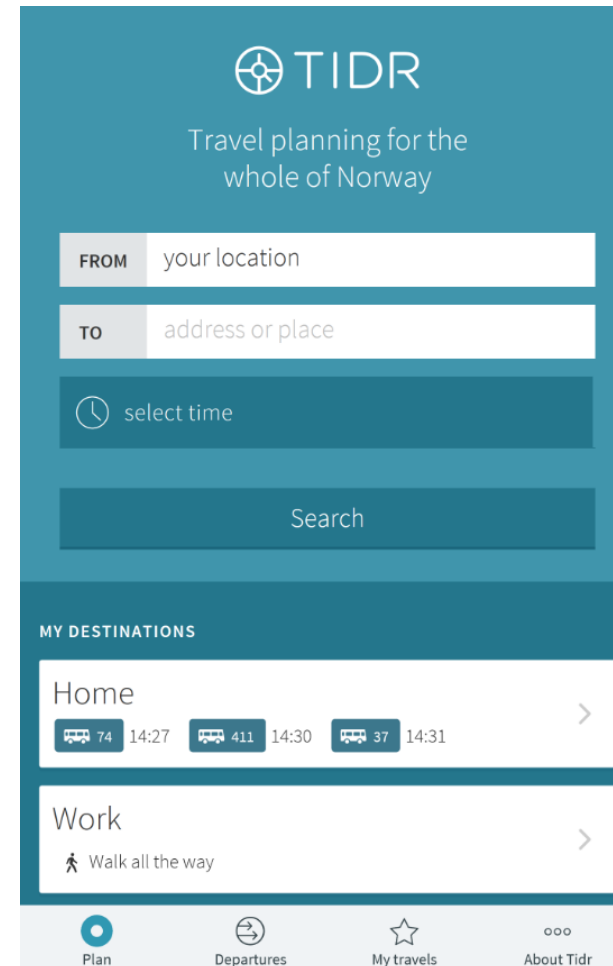 TIDR
Travel planning for the
whole of Norway
FROM your location
TO address or place
select time
Search
MY DESTINATIONS
Home
74 14:27 411 14:30 37 14:31
Work
Walk all the way
Plan Departures My travels About Tidr